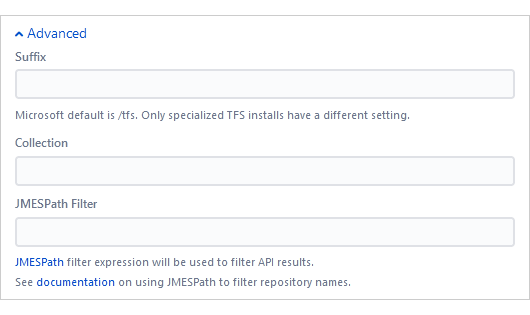 Advanced
Suffix
Microsoft default is /tfs. Only specialized TFS installs have a different setting.
Collection
JMESPath Filter
JMESPath filter expression will be used to filter API results.
See documentation on using JMESPath to filter repository names.